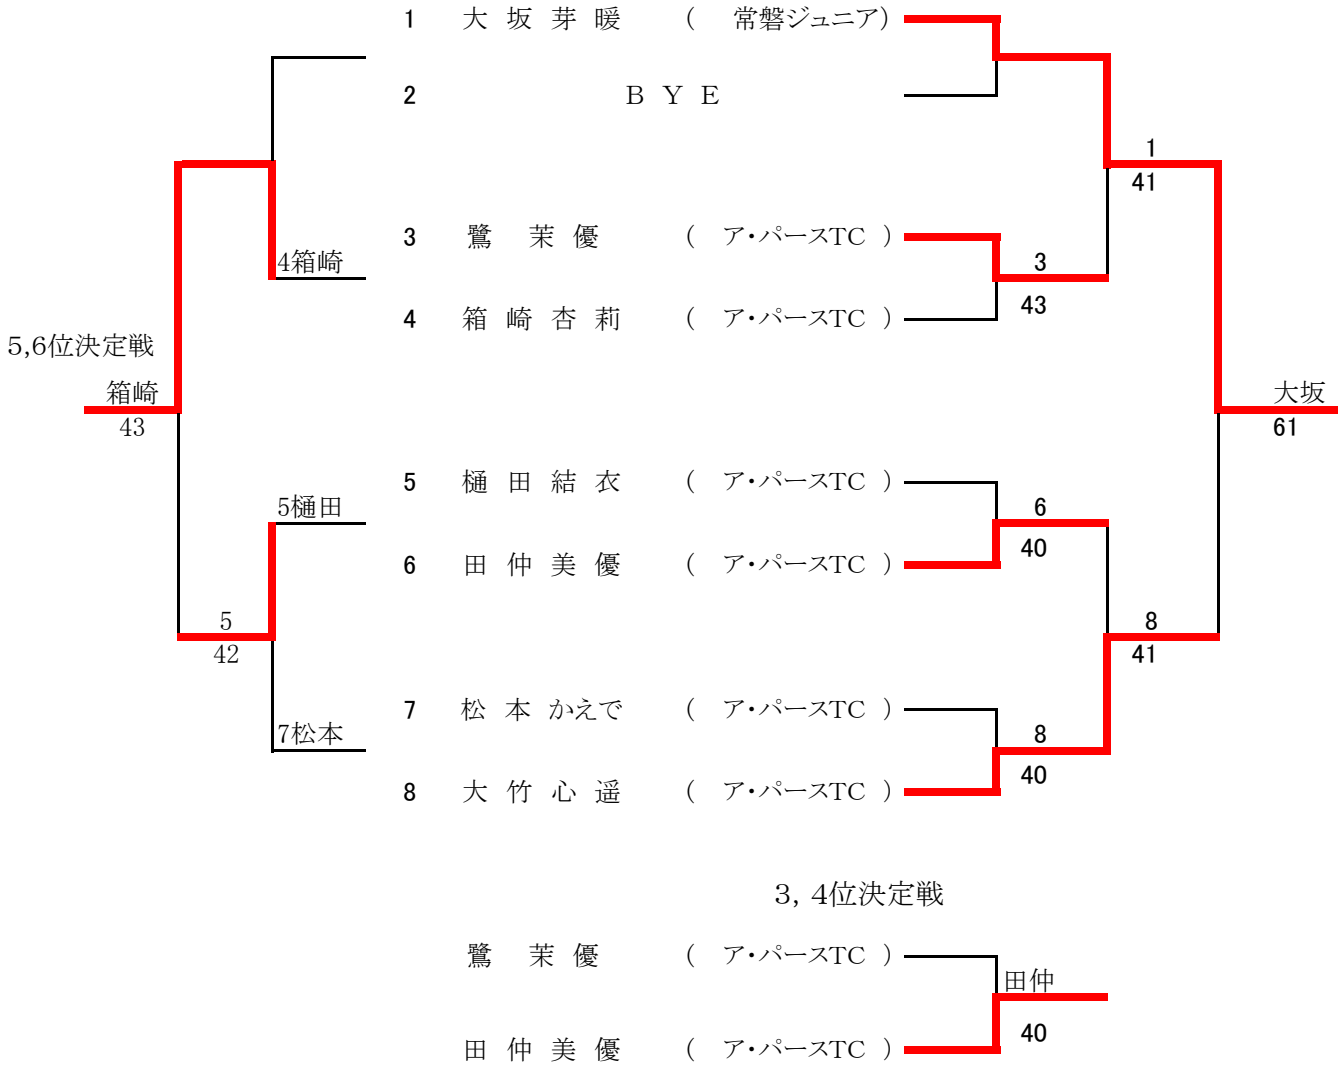 1 大坂芽暖 ( 常磐ジュニア)
2 BYE
1
41
3 鷺 茉優 ( ア・パースTC )
3
4箱崎
43
4 箱崎杏莉 ( ア・パースTC )
5,6位決定戦
箱崎
43
大坂
61
5 樋田結衣 ( ア・パースTC )
5樋田
6
40
6 田仲美優 ( ア・パースTC )
5
42
8
41
7 松本かえで ( ア・パースTC )
7松本
8
40
8 大竹心遥 ( ア・パースTC )
3,4位決定戦
鷺 茉優 ( ア・パースTC )
田仲
40
田仲美優 ( ア・パースTC )